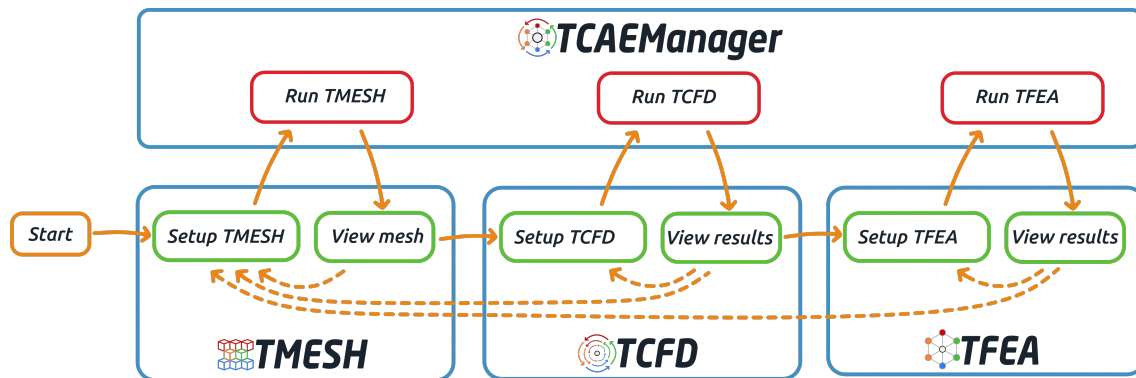 TCAEManager
Run TMESH
Run TCFD
Run TFEA
Start
Setup TMESH
View mesh
Setup TCFD
View results
Setup TFEA
View results
TMESH
TCFD
TFEA